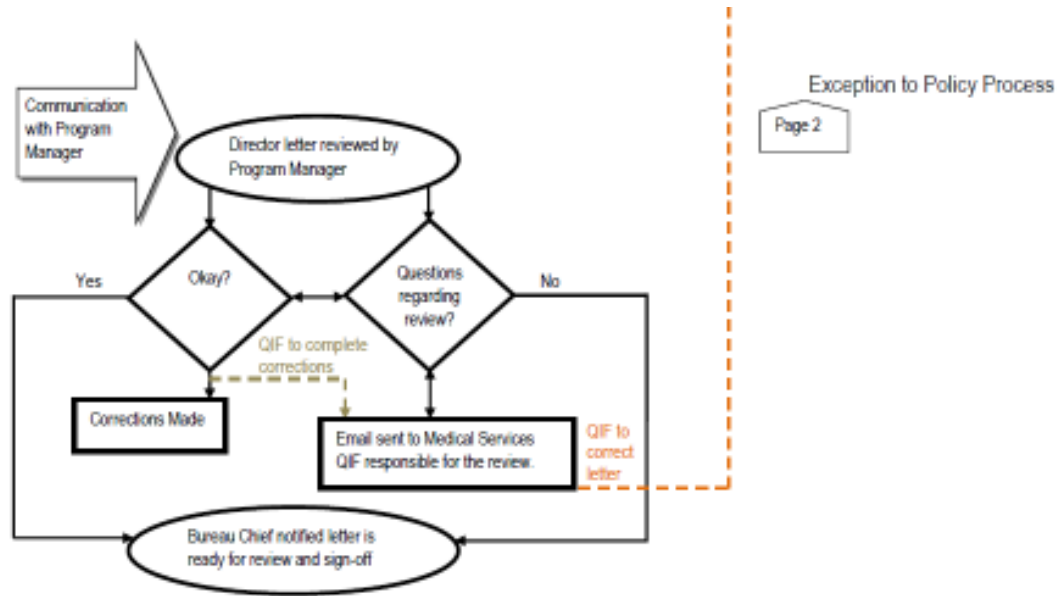 Exception to Policy Process
Page 2
Communication
with Program
Manager
Director letter reviewed by
Program Manager
Yes
Okay?
Questions
regarding
review?
No
QIF to complete
corrections
Corrections Made
Email sent to Medical Services
QIF responsible for the review.
QIF to
correct
letter
Bureau Chief notified letter is
ready for review and sign-off